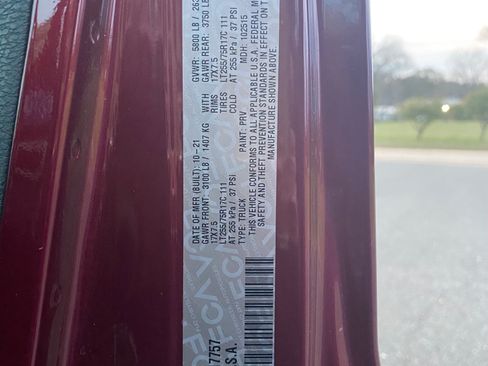 DATE OF MFR (BUILT): 10-21 GVWR: 5800 LB
GAWR FRONT: 3100 LB / 1407 KG WITH GAWR REAR: 3750 LB
17X7.5 RIMS 17X7.5
LT255/75R17C 111 TIRES LT255/75R17C 111
AT 255 kPa / 37 PSI COLD AT 255 kPa / 37 PSI
TYPE: TRUCK PAINT: PRV MDH: 102515
THIS VEHICLE CONFORMS TO ALL APPLICABLE U.S.A. FEDERAL
SAFETY AND THEFT PREVENTION STANDARDS IN EFFECT ON
MANUFACTURE SHOWN ABOVE.
7757
S.A.